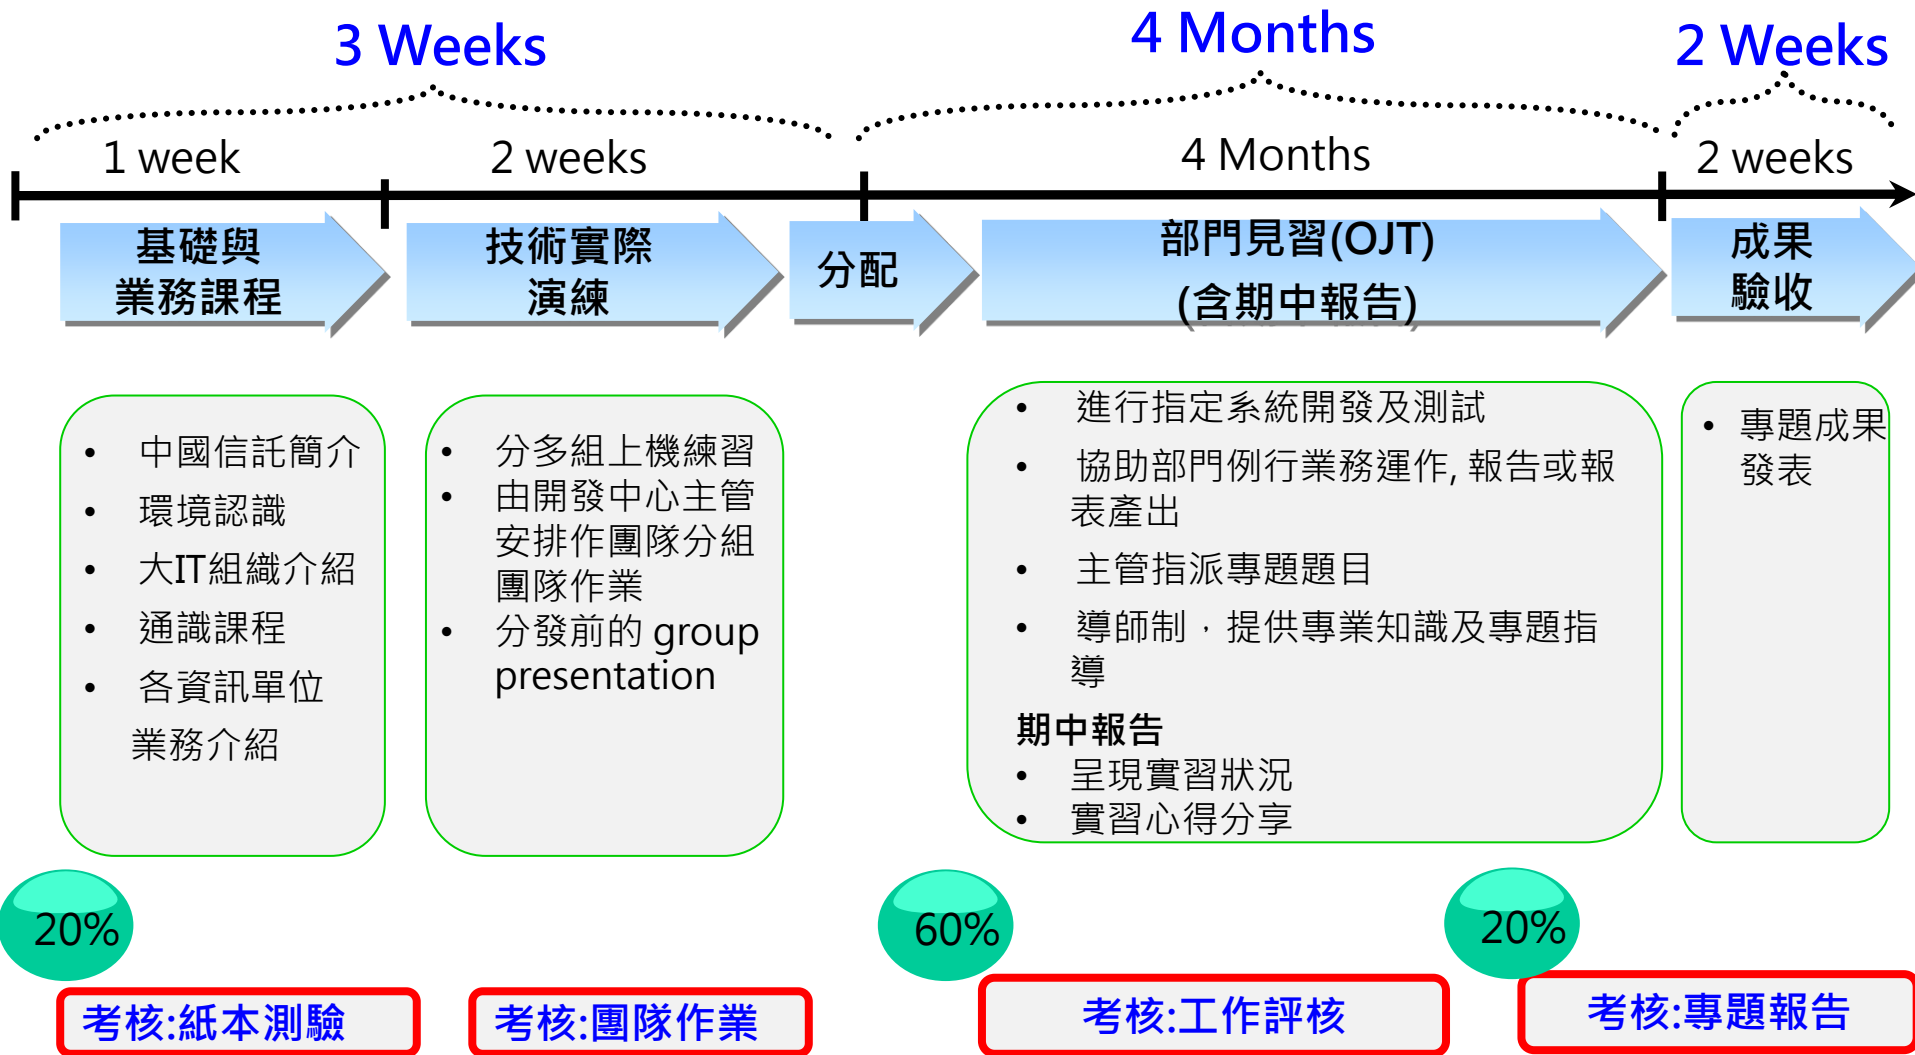 3 Weeks
4 Months
2 Weeks
1 week
2 weeks
4 Months
2 weeks
基礎與
業務課程
技術實際
演練
分配
部門見習(OJT)
(含期中報告)
成果
驗收
• 中國信託簡介
• 環境認識
• 大IT組織介紹
• 通識課程
• 各資訊單位
業務介紹
• 分多組上機練習
• 由開發中心主管
安排作團隊分組
團隊作業
• 分發前的 group
presentation
• 進行指定系統開發及測試
• 協助部門例行業務運作, 報告或報
表產出
• 主管指派專題題目
• 導師制，提供專業知識及專題指
導
期中報告
• 呈現實習狀況
• 實習心得分享
• 專題成果
發表
20%
60%
20%
考核:紙本測驗
考核:團隊作業
考核:工作評核
考核:專題報告